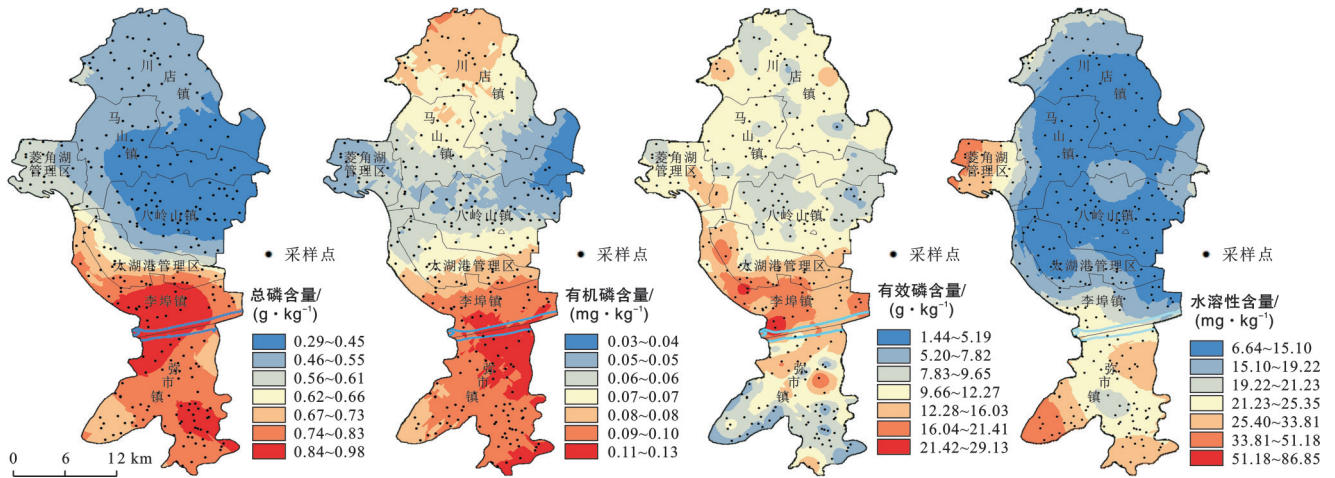 川
店
镇
马
山
镇
菱角湖
管理区
八岭山镇
太湖港管理区
李埠镇
弥
市
镇
采样点
总磷含量/
(g·kg⁻¹)
0.29~0.45
0.46~0.55
0.56~0.61
0.62~0.66
0.67~0.73
0.74~0.83
0.84~0.98
0 6 12 km
川
店
镇
马
山
镇
菱角湖
管理区
八岭山镇
太湖港管理区
李埠镇
弥
市
镇
采样点
有机磷含量/
(mg·kg⁻¹)
0.03~0.04
0.05~0.05
0.06~0.06
0.07~0.07
0.08~0.08
0.09~0.10
0.11~0.13
川
店
镇
马
山
镇
菱角湖
管理区
八岭山镇
太湖港管理区
李埠镇
弥
市
镇
采样点
有效磷含量/
(mg·kg⁻¹)
1.44~5.19
5.20~7.82
7.83~9.65
9.66~12.27
12.28~16.03
16.04~21.41
21.42~29.13
川
店
镇
马
山
镇
菱角湖
管理区
八岭山镇
太湖港管理区
李埠镇
弥
市
镇
采样点
水溶性含量/
(mg·kg⁻¹)
6.64~15.10
15.10~19.22
19.22~21.23
21.23~25.35
25.40~33.81
33.81~51.18
51.18~86.85